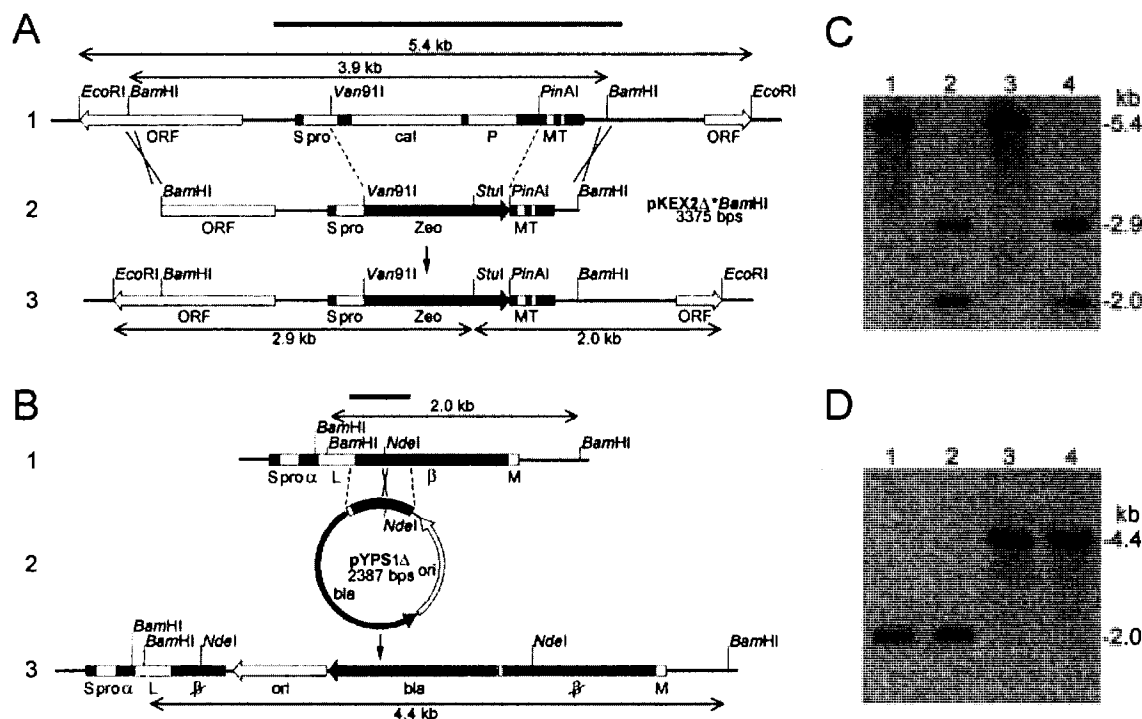 A
5.4 kb
3.9 kb
EcoRI BamHI Van91I PinAI BamHI EcoRI
1
ORF S pro cat P MT ORF
BamHI Van91I StuI PinAI BamHI
2
pKEX2Δ*BamHI
3375 bps
ORF S pro Zeo MT
EcoRI BamHI Van91I StuI PinAI BamHI EcoRI
3
ORF S pro Zeo MT ORF
2.9 kb 2.0 kb
B
2.0 kb
BamHI
BamHI NdeI BamHI
1
S pro α L β M
NdeI
2
pYPS1Δ
2387 bps
ori
bla
BamHI
BamHI NdeI NdeI BamHI
3
S pro α L ori bla M
4.4 kb
C
1 2 3 4
kb
-5.4
-2.9
-2.0
D
1 2 3 4
kb
-4.4
-2.0